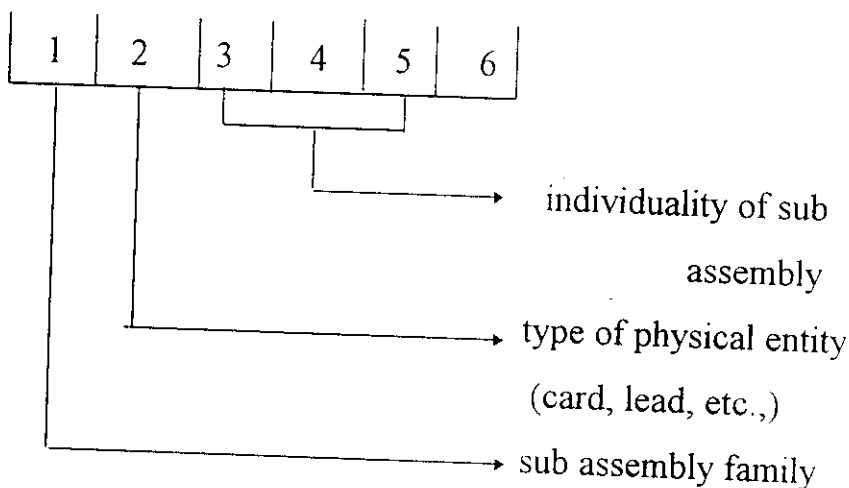 1 2 3 4 5 6
individuality of sub
assembly
type of physical entity
(card, lead, etc.,)
sub assembly family